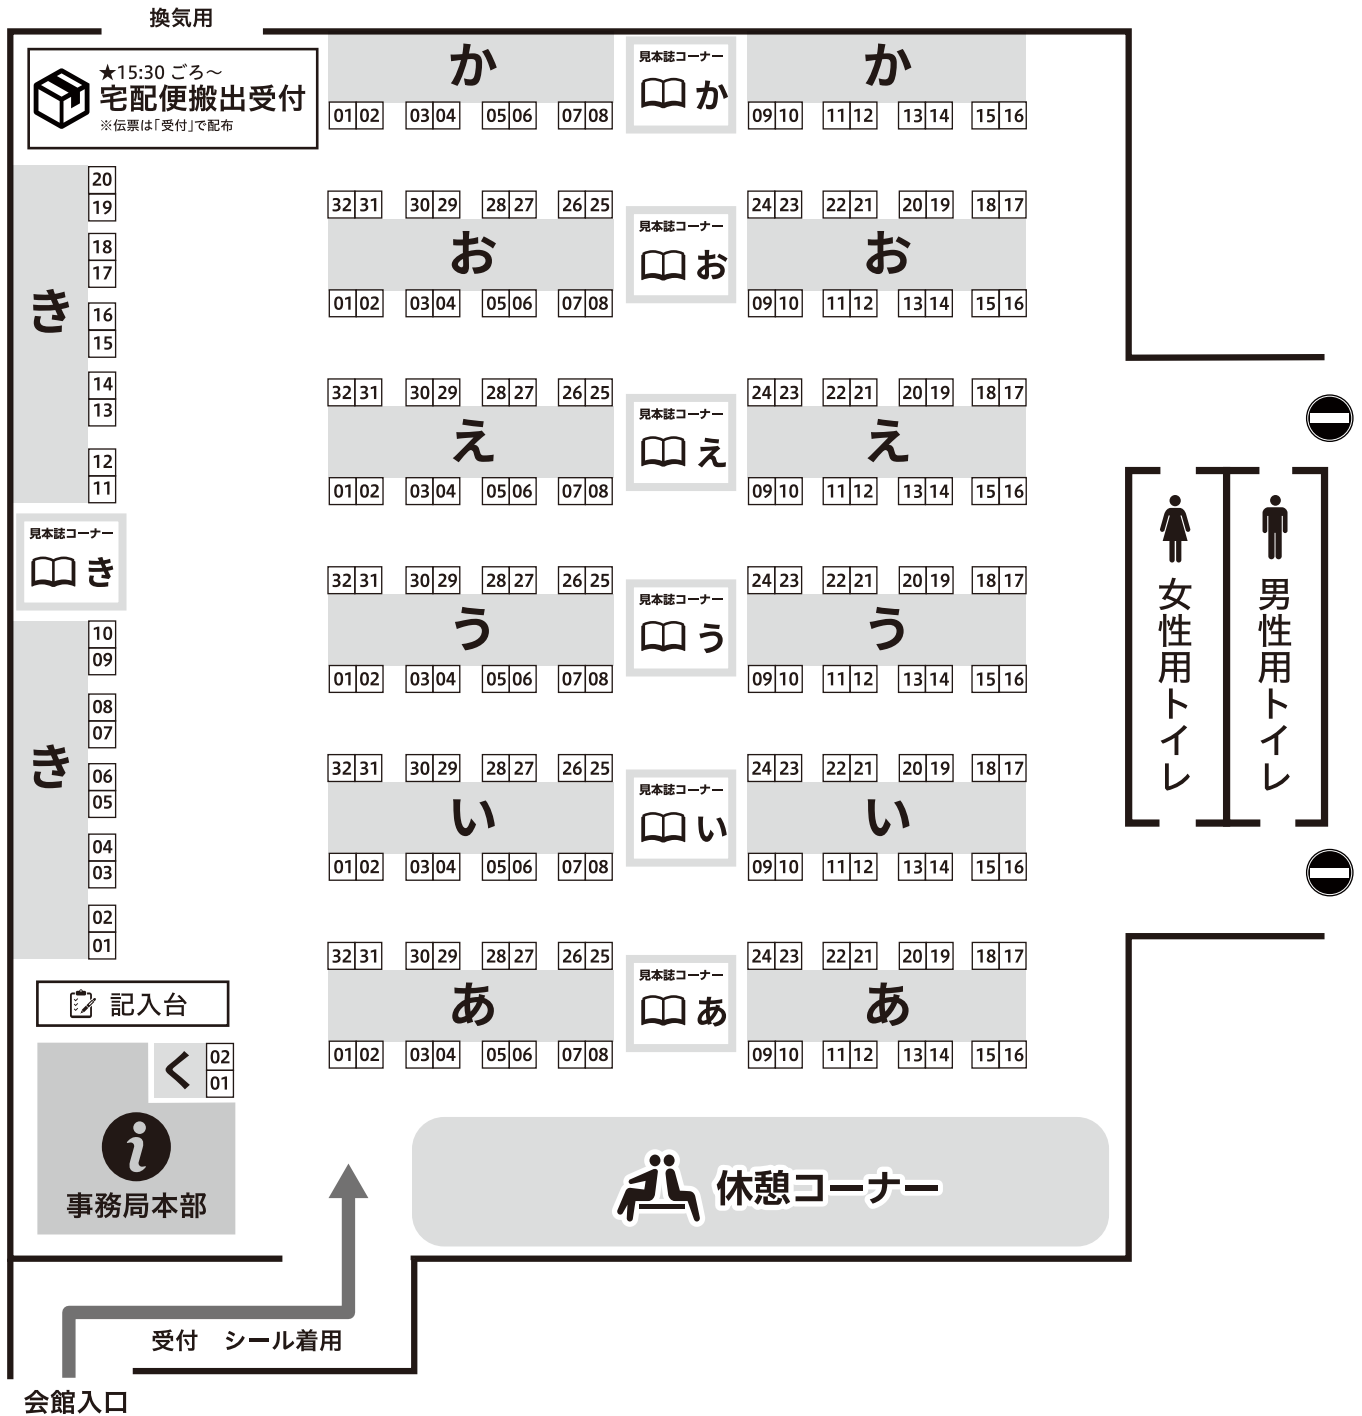 換気用
★15:30 ごろ～
宅配便搬出受付
※伝票は「受付」で配布
か
見本誌コーナー
か
か
01 02 03 04 05 06 07 08
09 10 11 12 13 14 15 16
32 31 30 29 28 27 26 25
24 23 22 21 20 19 18 17
お
見本誌コーナー
お
お
01 02 03 04 05 06 07 08
09 10 11 12 13 14 15 16
32 31 30 29 28 27 26 25
24 23 22 21 20 19 18 17
え
見本誌コーナー
え
え
01 02 03 04 05 06 07 08
09 10 11 12 13 14 15 16
32 31 30 29 28 27 26 25
24 23 22 21 20 19 18 17
う
見本誌コーナー
う
う
01 02 03 04 05 06 07 08
09 10 11 12 13 14 15 16
32 31 30 29 28 27 26 25
24 23 22 21 20 19 18 17
い
見本誌コーナー
い
い
01 02 03 04 05 06 07 08
09 10 11 12 13 14 15 16
32 31 30 29 28 27 26 25
24 23 22 21 20 19 18 17
あ
見本誌コーナー
あ
あ
01 02 03 04 05 06 07 08
09 10 11 12 13 14 15 16
き
20
19
18
17
16
15
14
13
12
11
見本誌コーナー
き
き
10
09
08
07
06
05
04
03
02
01
記入台
く
02
01
i
事務局本部
休憩コーナー
女性用トイレ
男性用トイレ
受付 シール着用
会館入口